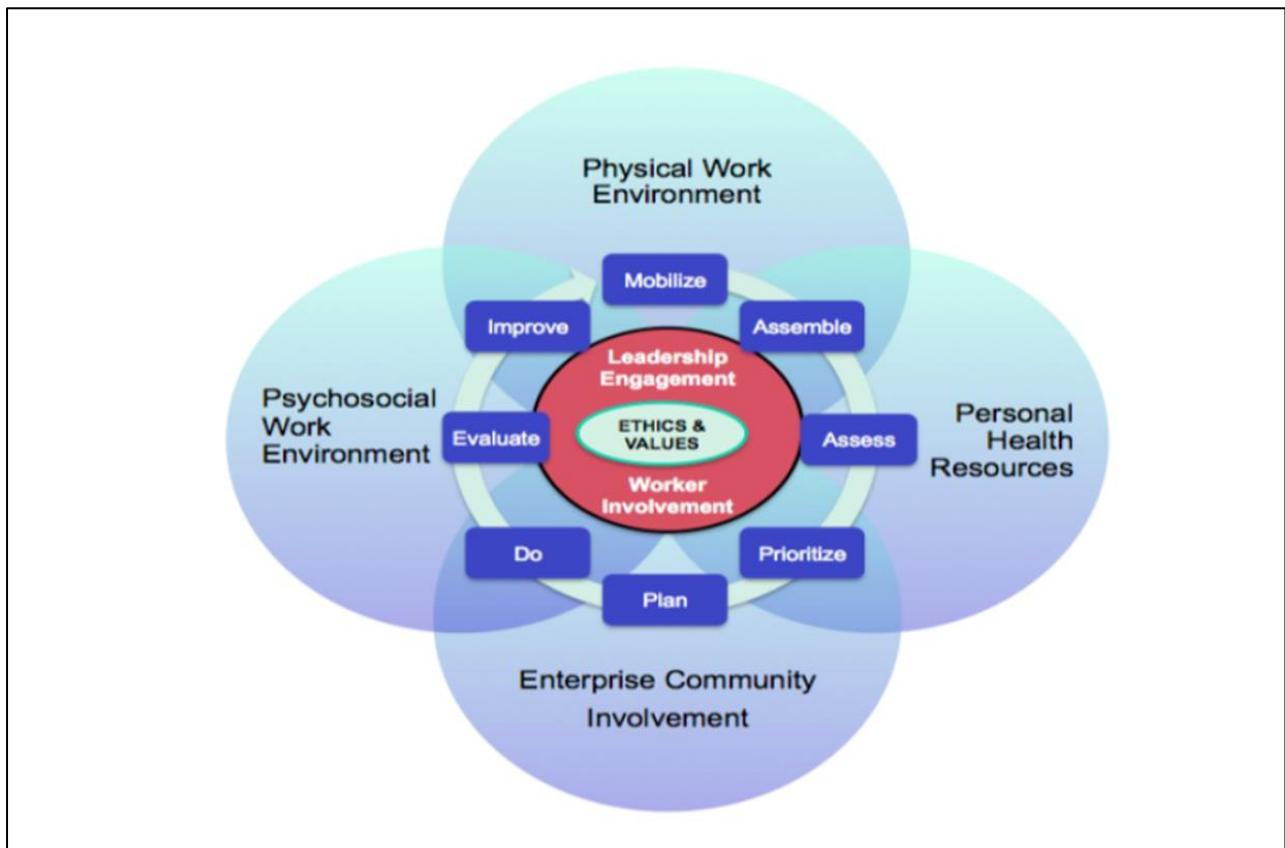 Physical Work
Environment
Mobilize
Improve
Assemble
Leadership
Engagement
Psychosocial
Work
Environment
Evaluate
ETHICS &
VALUES
Assess
Personal
Health
Resources
Worker
Involvement
Do
Prioritize
Plan
Enterprise Community
Involvement